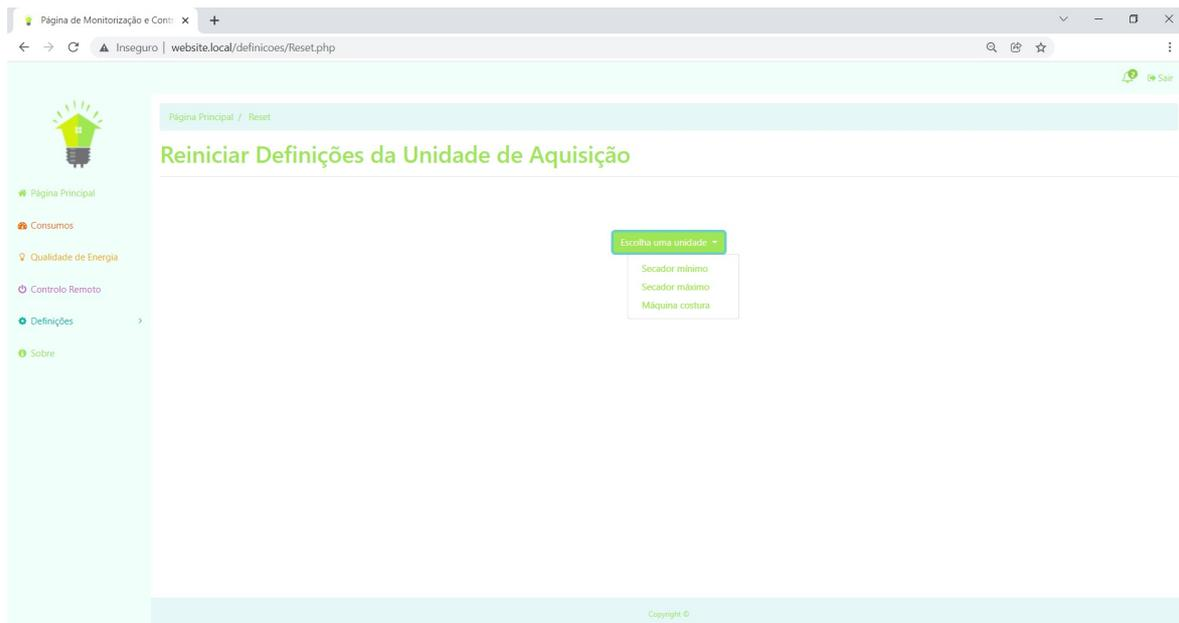 Página de Monitorização e Contr
Inseguro | website.local/definicoes/Reset.php
2
Sair
Página Principal / Reset
Reiniciar Definições da Unidade de Aquisição
Página Principal
Consumos
Qualidade de Energia
Controlo Remoto
Definições
Sobre
Escolha uma unidade
Secador mínimo
Secador máximo
Máquina costura
Copyright ©